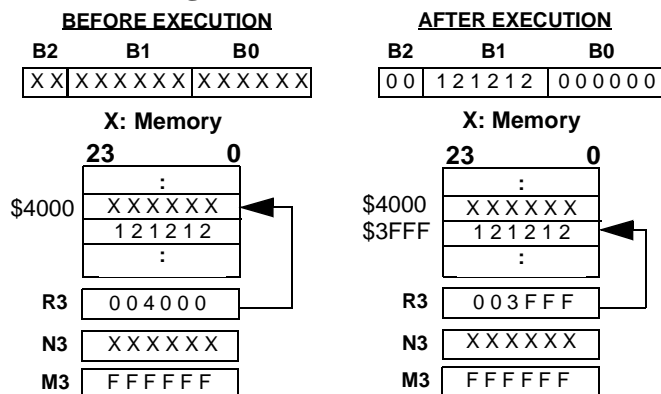 BEFORE EXECUTION
B2 B1 B0
X X X X X X X X X X X X X X
X: Memory
23 0
:
$4000 X X X X X X
1 2 1 2 1 2
:
R3 0 0 4 0 0 0
N3 X X X X X X
M3 F F F F F F
AFTER EXECUTION
B2 B1 B0
0 0 1 2 1 2 1 2 0 0 0 0 0 0
X: Memory
23 0
:
$4000 X X X X X X
$3FFF 1 2 1 2 1 2
:
R3 0 0 3 F F F
N3 X X X X X X
M3 F F F F F F